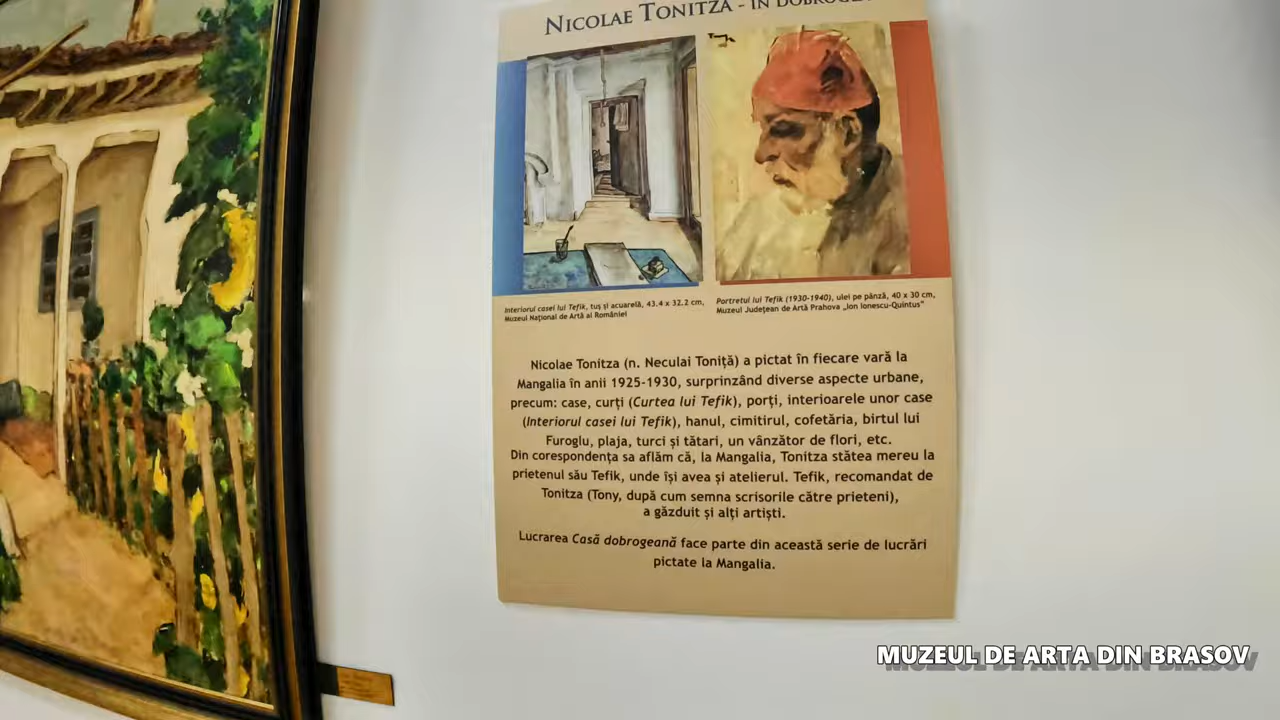 NICOLAE TONITZA - ÎN DOBROGEA
Interiorul casei lui Tefik, tuș și acuarelă, 43.4 x 32.2 cm,
Muzeul Național de Artă al României
Portretul lui Tefik (1930-1940), ulei pe pânză, 40 x 30 cm,
Muzeul Județean de Artă Prahova „Ion Ionescu-Quintus”
Nicolae Tonitza (n. Neculai Toniță) a pictat în fiecare vară la
Mangalia în anii 1925-1930, surprinzând diverse aspecte urbane,
precum: case, curți (Curtea lui Tefik), porți, interioarele unor case
(Interiorul casei lui Tefik), hanul, cimitirul, cofetăria, birtul lui
Furoglu, plaja, turci și tătari, un vânzător de flori, etc.
Din corespondența sa aflăm că, la Mangalia, Tonitza stătea mereu la
prietenul său Tefik, unde își avea și atelierul. Tefik, recomandat de
Tonitza (Tony, după cum semna scrisorile către prieteni),
a găzduit și alți artiști.
Lucrarea Casă dobrogeană face parte din această serie de lucrări
pictate la Mangalia.
MUZEUL DE ARTA DIN BRASOV